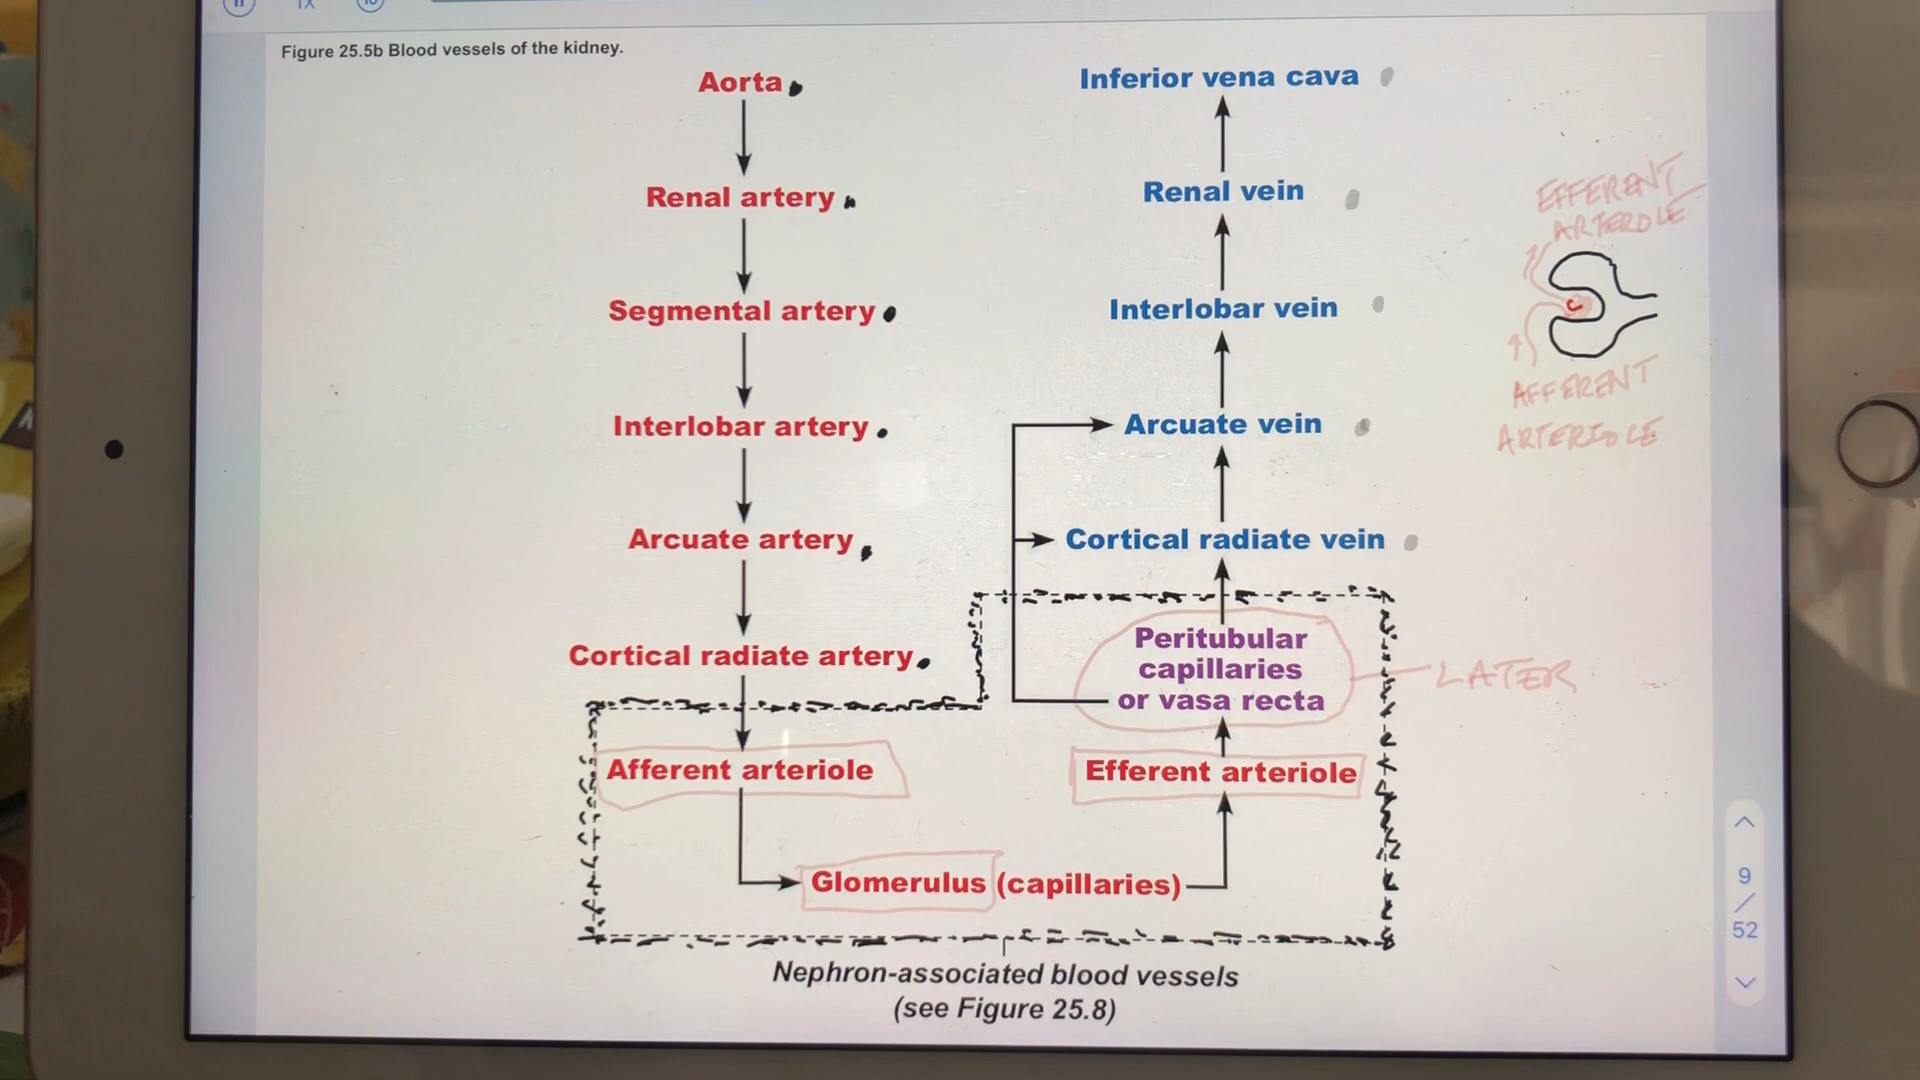 1x
10
Figure 25.5b Blood vessels of the kidney.
Aorta
Renal artery
Segmental artery
Interlobar artery
Arcuate artery
Cortical radiate artery
Afferent arteriole
Glomerulus (capillaries)
Efferent arteriole
Peritubular
capillaries
or vasa recta
Cortical radiate vein
Arcuate vein
Interlobar vein
Renal vein
Inferior vena cava
LATER
EFFERENT
ARTEROLE
C
AFFERENT
ARTERIOLE
Nephron-associated blood vessels
(see Figure 25.8)
9
/
52